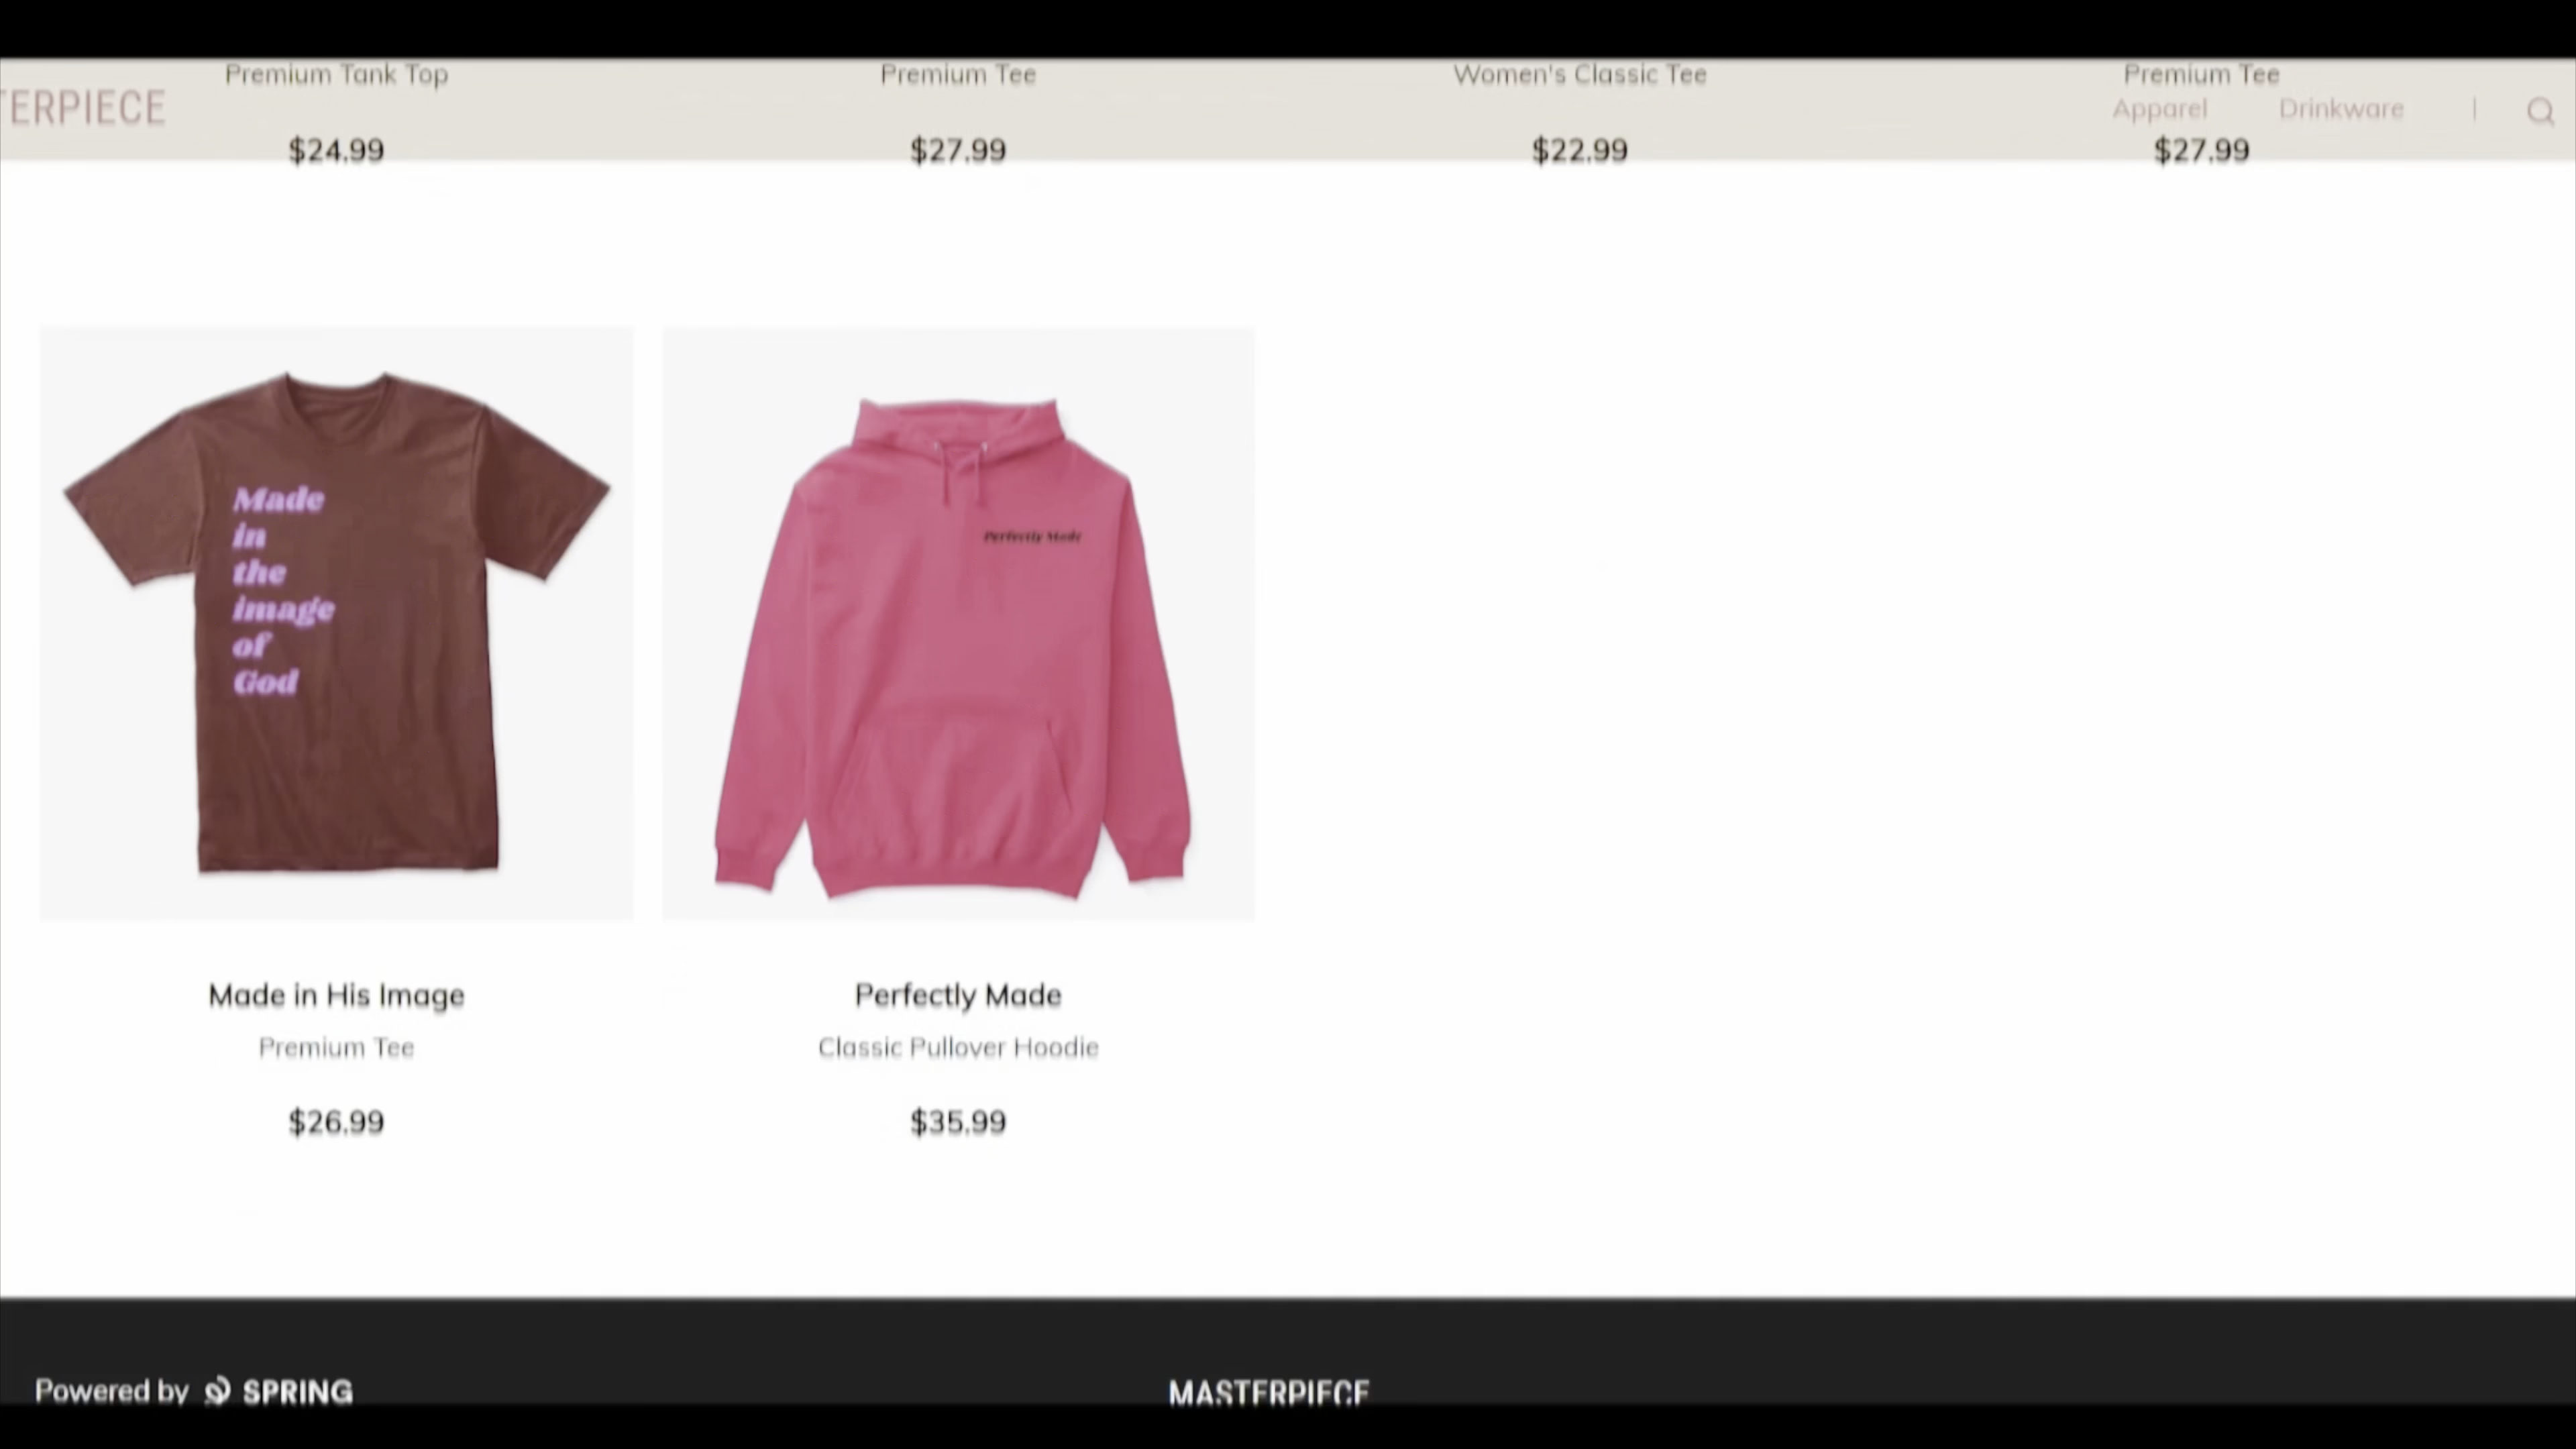 Premium Tank Top
Premium Tee
Women's Classic Tee
Premium Tee
TERPIECE
Apparel
Drinkware
$24.99
$27.99
$22.99
$27.99
Made
in
the
image
of
God
Perfectly Made
Made in His Image
Perfectly Made
Premium Tee
Classic Pullover Hoodie
$26.99
$35.99
Powered by SPRING
MASTERPIECE